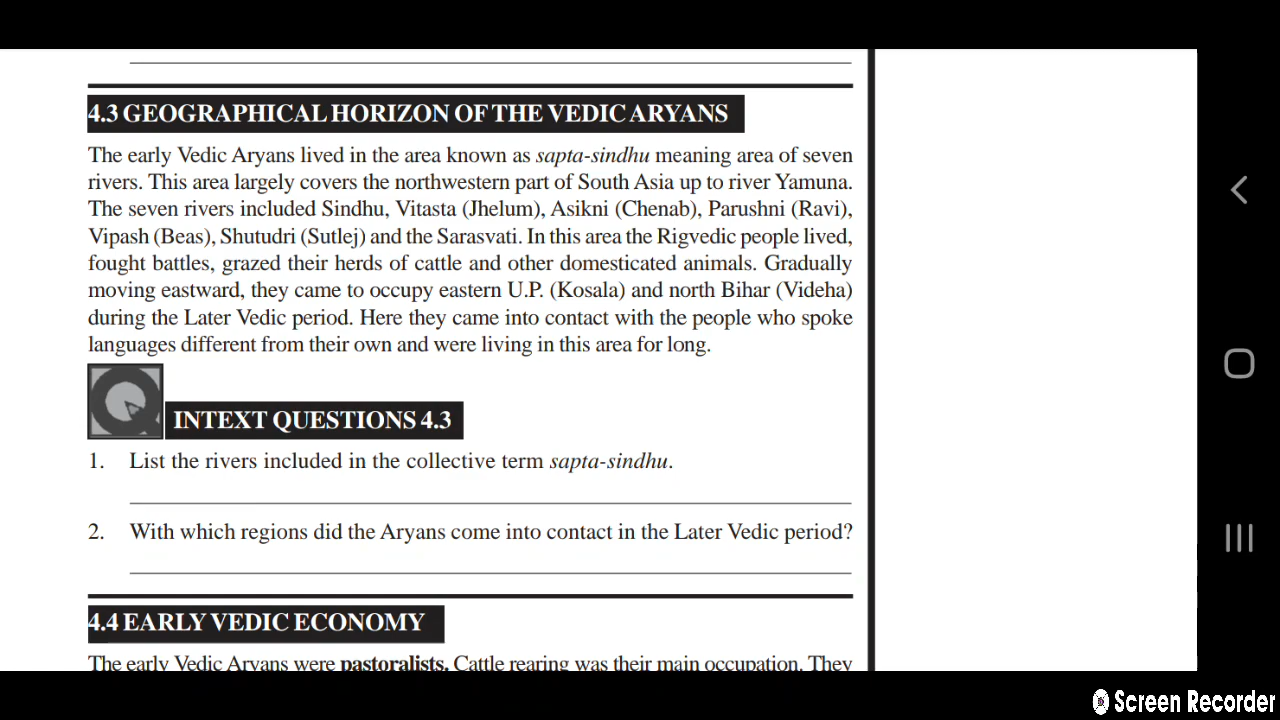 4.3 GEOGRAPHICAL HORIZON OF THE VEDIC ARYANS
The early Vedic Aryans lived in the area known as sapta-sindhu meaning area of seven
rivers. This area largely covers the northwestern part of South Asia up to river Yamuna.
The seven rivers included Sindhu, Vitasta (Jhelum), Asikni (Chenab), Parushni (Ravi),
Vipash (Beas), Shutudri (Sutlej) and the Sarasvati. In this area the Rigvedic people lived,
fought battles, grazed their herds of cattle and other domesticated animals. Gradually
moving eastward, they came to occupy eastern U.P. (Kosala) and north Bihar (Videha)
during the Later Vedic period. Here they came into contact with the people who spoke
languages different from their own and were living in this area for long.
INTEXT QUESTIONS 4.3
1. List the rivers included in the collective term sapta-sindhu.
2. With which regions did the Aryans come into contact in the Later Vedic period?
4.4 EARLY VEDIC ECONOMY
The early Vedic Aryans were pastoralists. Cattle rearing was their main occupation. They
Screen Recorder